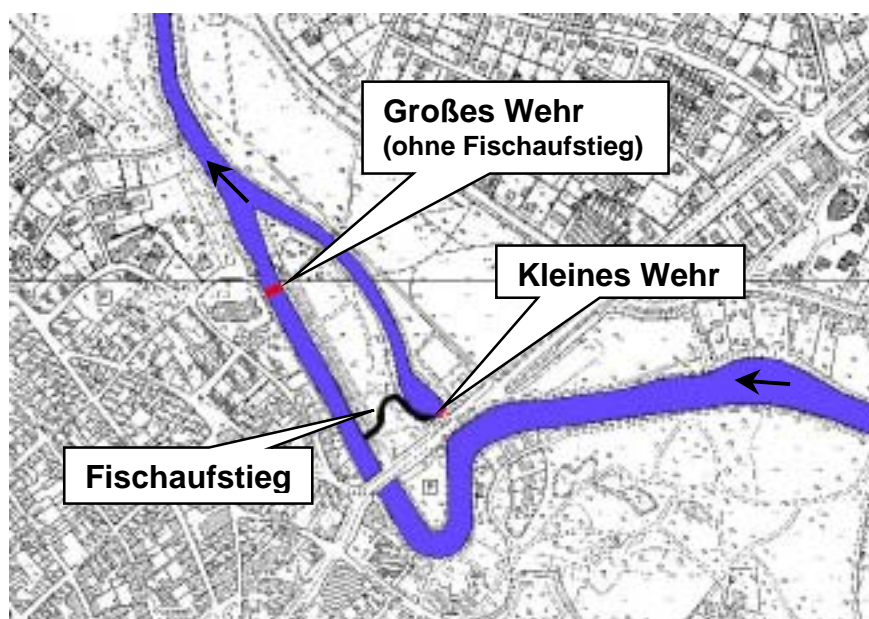 Großes Wehr
(ohne Fischaufstieg)
Kleines Wehr
Fischaufstieg
P